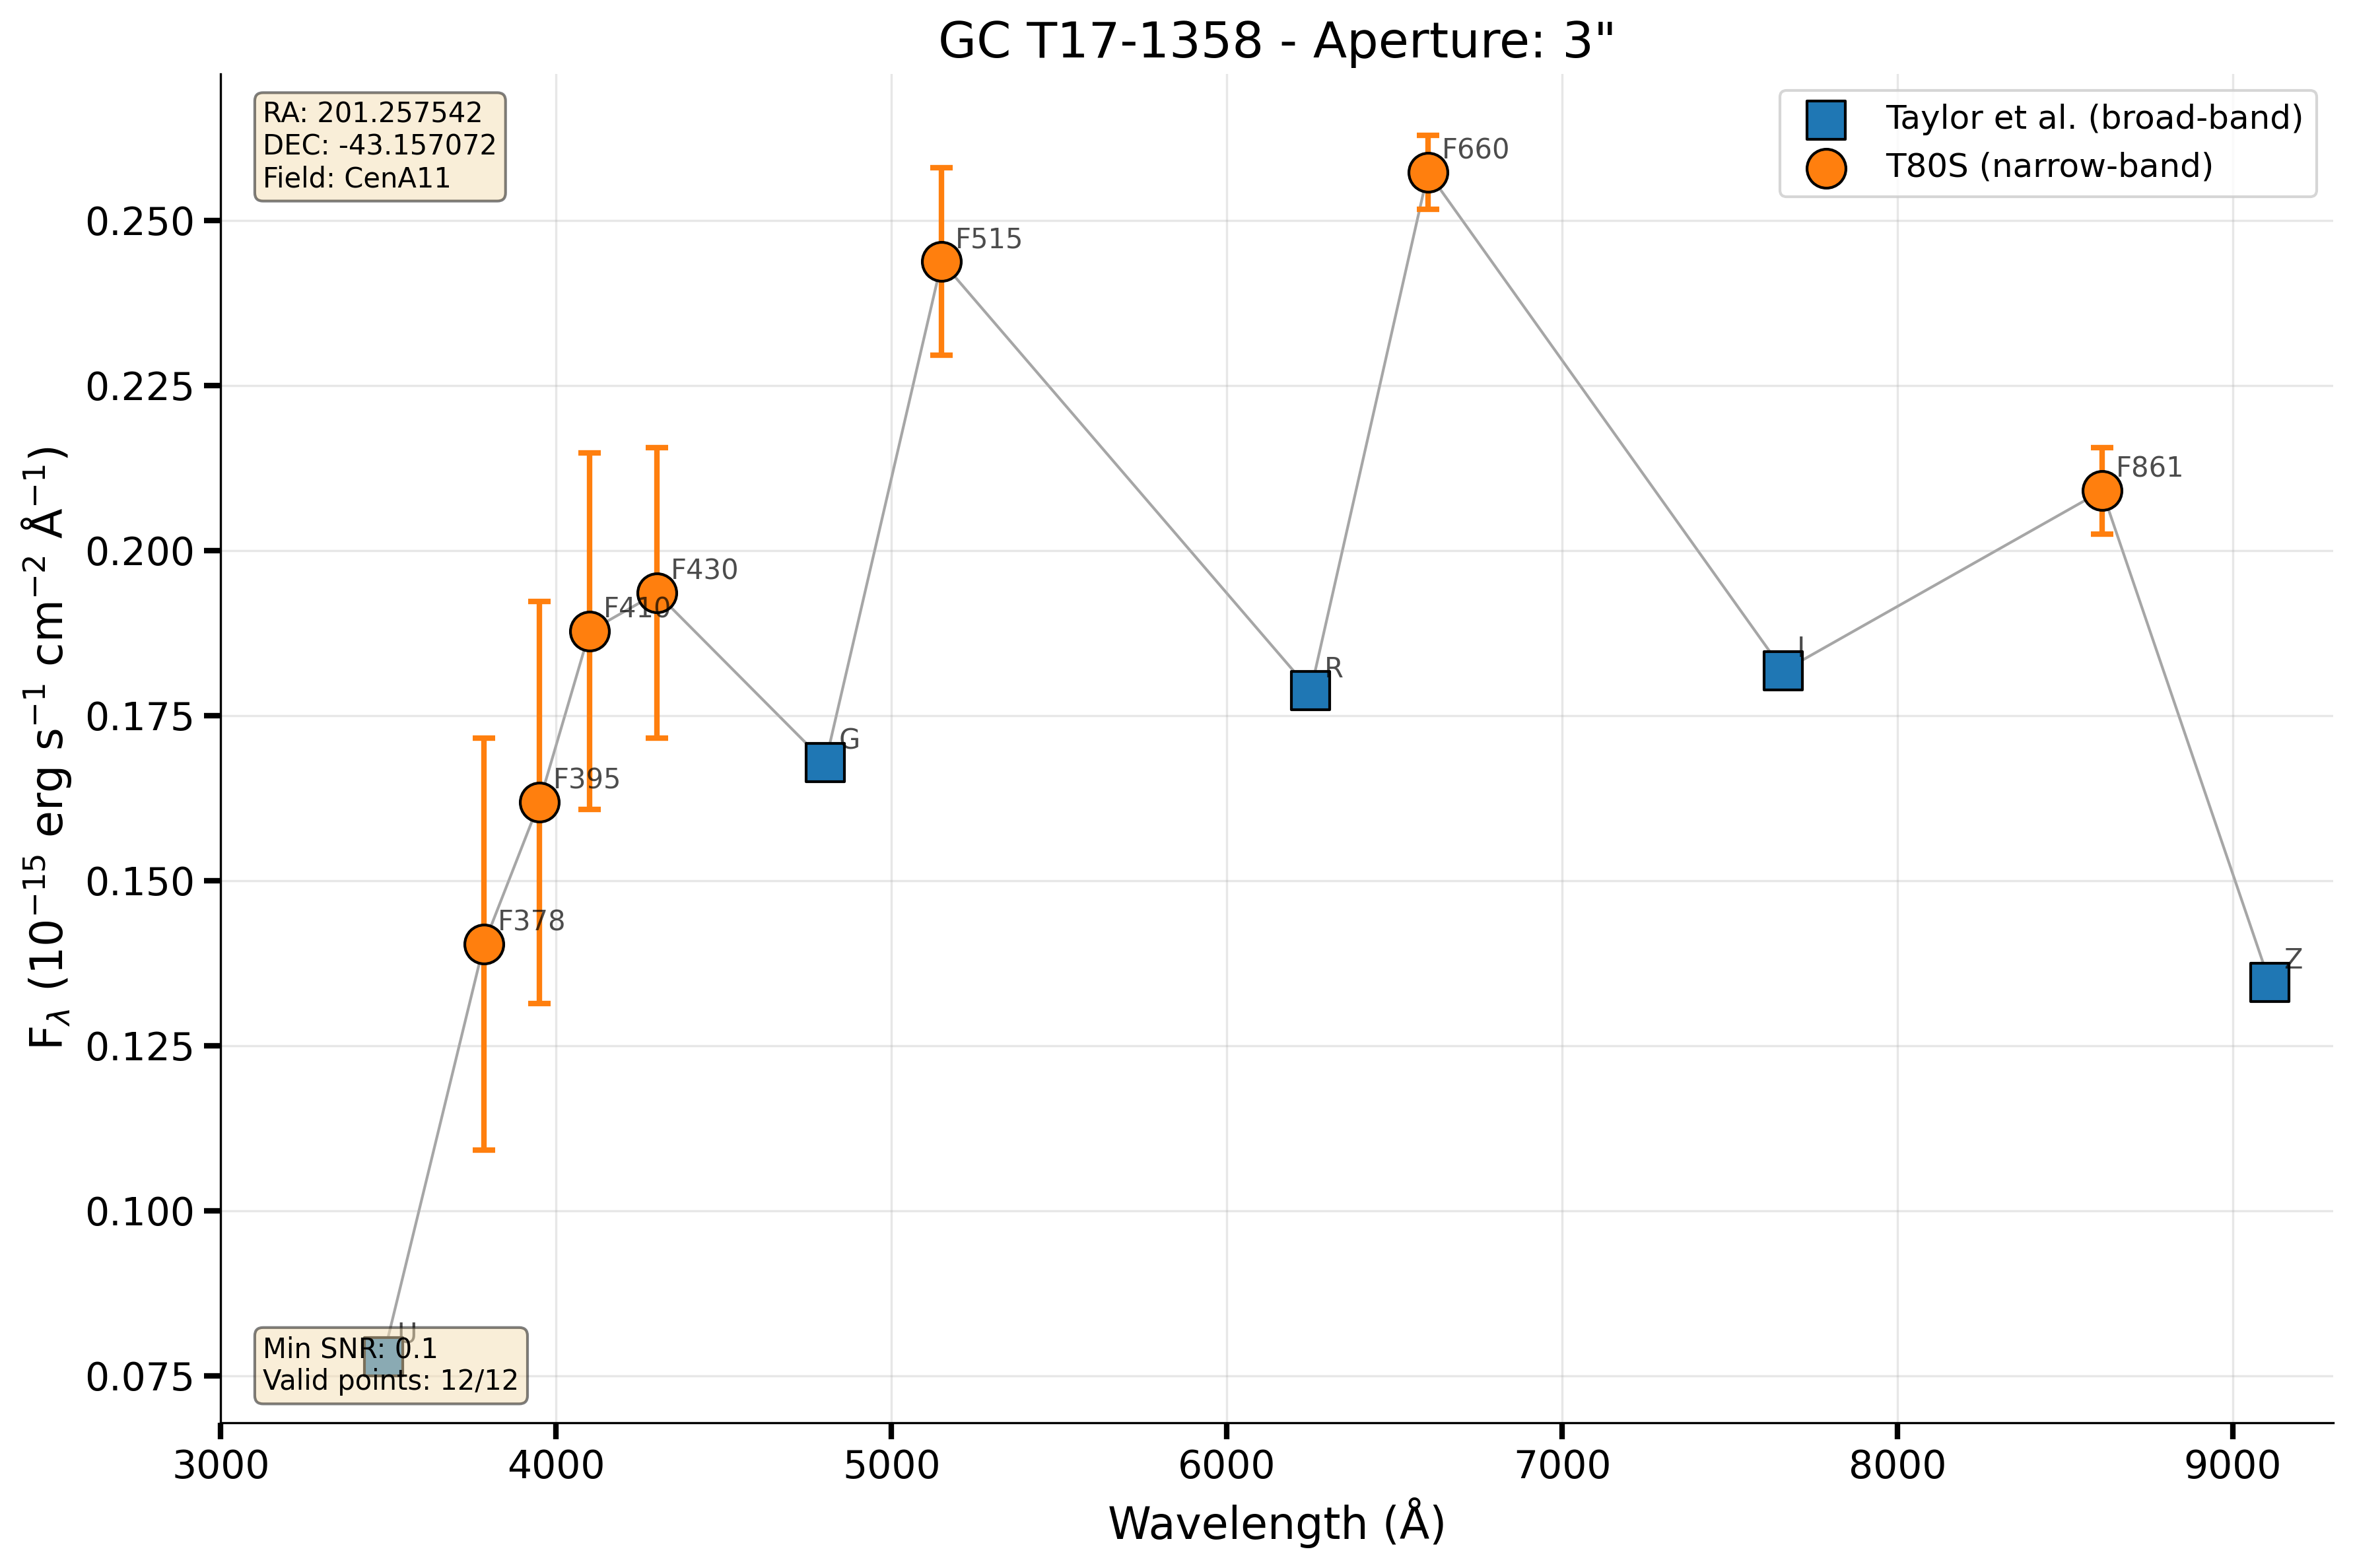 GC T17-1358 - Aperture: 3"
RA: 201.257542
DEC: -43.157072
Field: CenA11
Taylor et al. (broad-band)
T80S (narrow-band)
F660
F515
F861
F430
F410
I
R
G
F395
F378
Z
U
Min SNR: 0.1
Valid points: 12/12
0.250
0.225
0.200
0.175
0.150
0.125
0.100
0.075
F_λ (10⁻¹⁵ erg s⁻¹ cm⁻² Å⁻¹)
3000 4000 5000 6000 7000 8000 9000
Wavelength (Å)